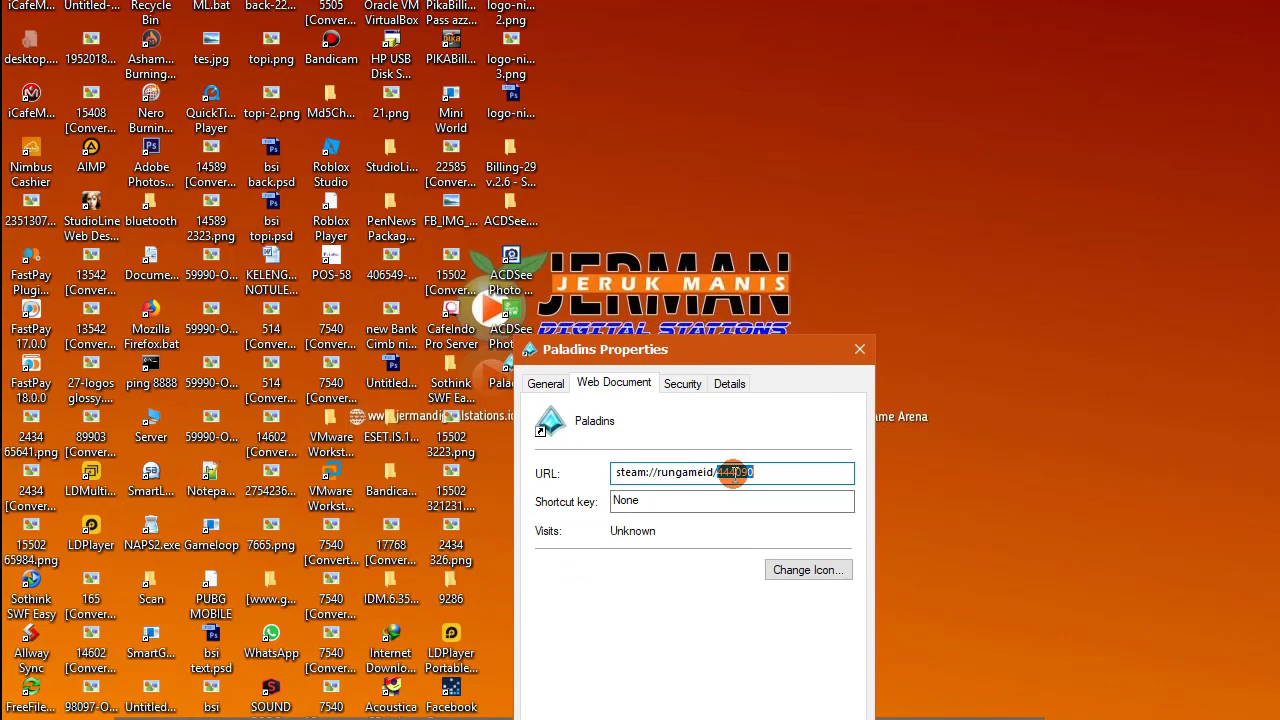 iCafeM...
Untitled-...
Recycle
Bin
ML.bat
back-22...
5505
[Conver...
Oracle VM
VirtualBox
PikaBilli...
Pass azz...
logo-ni...
2.png
desktop....
1952018...
Asham...
Burning...
tes.jpg
topi.png
Bandicam
HP USB
Disk S...
PIKABill...
logo-ni...
3.png
iCafeM...
15408
[Conver...
Nero
Burnin...
QuickTi...
Player
topi-2.png
Md5Ch...
21.png
Mini
World
logo-ni...
Nimbus
Cashier
AIMP
Adobe
Photos...
14589
[Conver...
bsi
back.psd
Roblox
Studio
StudioLi...
22585
[Conver...
Billing-29
v.2.6 - S...
2351307...
StudioLine
Web Des...
bluetooth
14589
2323.png
bsi
topi.psd
Roblox
Player
PenNews
Packag...
FB_IMG_...
ACDSee....
FastPay
Plugi...
13542
[Conver...
Docume...
59990-O...
KELENG...
NOTULE...
POS-58
406549-...
15502
[Conver...
ACDSee
Photo ...
FastPay
17.0.0
13542
[Conver...
Mozilla
Firefox.bat
59990-O...
514
[Conver...
7540
[Conver...
new Bank
Cimb ni...
CafeIndo
Pro Server
ACDSee
Phot
FastPay
18.0.0
27-logos
glossy....
ping 8888
59990-O...
514
[Conver...
7540
[Conver...
Untitled...
Sothink
SWF Ea...
Palad
2434
65641.png
89903
[Conver...
Server
59990-O...
14602
[Conver...
VMware
Workst...
ESET.IS.1...
15502
3223.png
2434
[Conver...
LDMulti...
SmartL...
Notepa...
2754236...
VMware
Workst...
Bandica...
15502
321231....
15502
65984.png
LDPlayer
NAPS2.exe
Gameloop
7665.png
7540
[Convert...
17768
[Conver...
2434
326.png
Sothink
SWF Easy
165
[Conver...
Scan
PUBG
MOBILE
[www.g...
7540
[Conver...
IDM.6.35...
9286
Allway
Sync
14602
[Conver...
SmartG...
bsi
text.psd
WhatsApp
7540
[Conver...
Internet
Downlo...
LDPlayer
Portable...
FreeFile...
98097-O...
Untitled...
bsi
SOUND
7540
Activica...
Facebook
JERMAN
JERUK MANIS
DIGITAL STATIONS
www.jermandigitalstations.i
me Arena
Paladins Properties
General
Web Document
Security
Details
Paladins
URL:
steam://rungameid/444090
Shortcut key:
None
Visits:
Unknown
Change Icon...